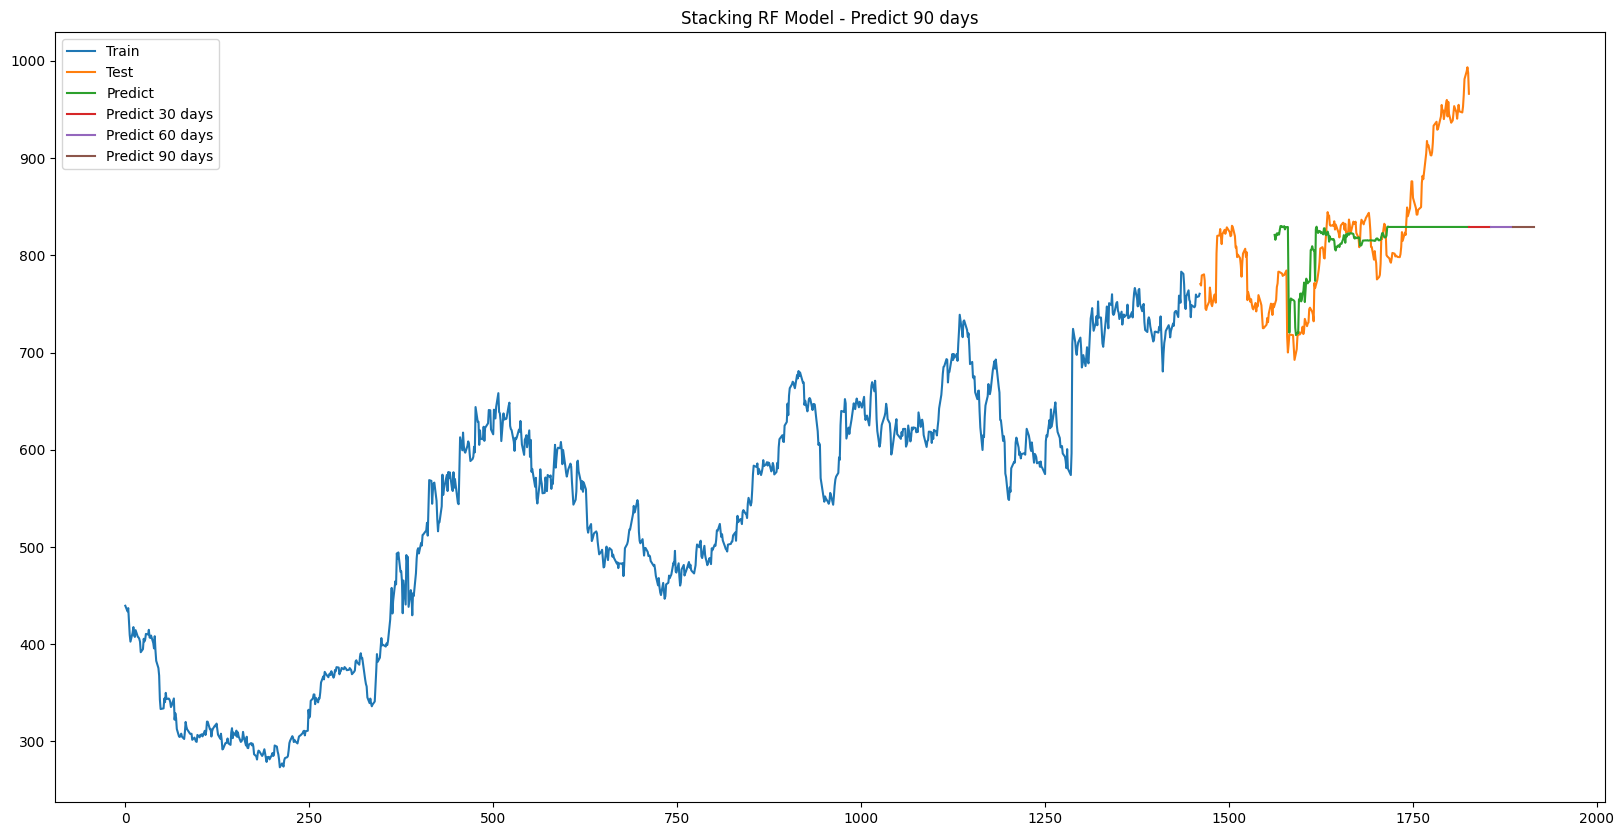 Stacking RF Model - Predict 90 days
Train
Test
Predict
Predict 30 days
Predict 60 days
Predict 90 days
1000
900
800
700
600
500
400
300
0 250 500 750 1000 1250 1500 1750 2000